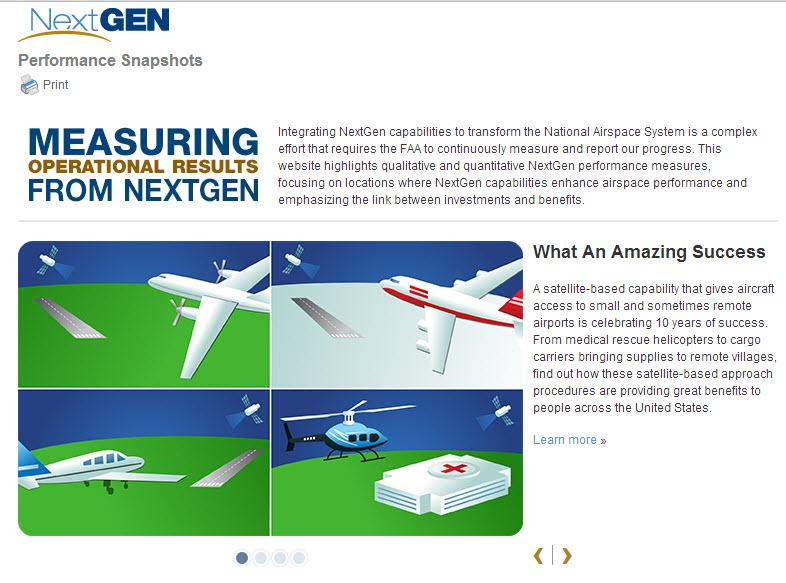 NextGEN
Performance Snapshots
Print
MEASURING
OPERATIONAL RESULTS
FROM NEXTGEN
Integrating NextGen capabilities to transform the National Airspace System is a complex
effort that requires the FAA to continuously measure and report our progress. This
website highlights qualitative and quantitative NextGen performance measures,
focusing on locations where NextGen capabilities enhance airspace performance and
emphasizing the link between investments and benefits.
What An Amazing Success
A satellite-based capability that gives aircraft
access to small and sometimes remote
airports is celebrating 10 years of success.
From medical rescue helicopters to cargo
carriers bringing supplies to remote villages,
find out how these satellite-based approach
procedures are providing great benefits to
people across the United States.
Learn more »